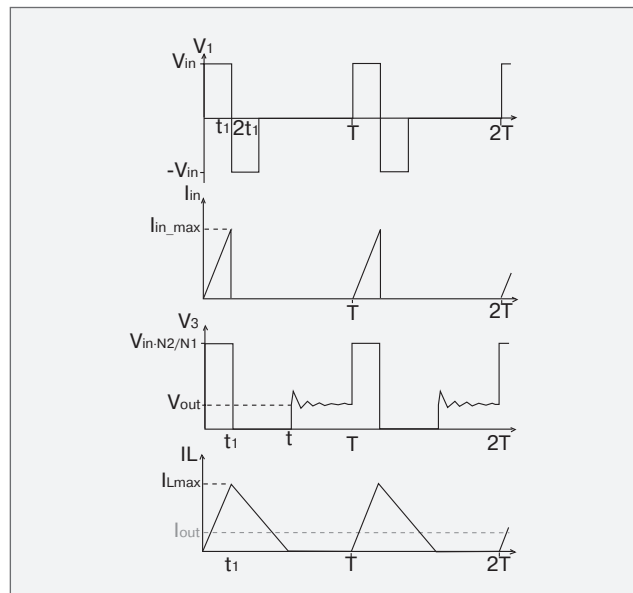 V1
Vin
t1 2t1 T 2T
-Vin
Iin
Iin_max
T 2T
V3
Vin·N2/N1
Vout
t1 t T 2T
IL
ILmax
Iout
t1 T 2T